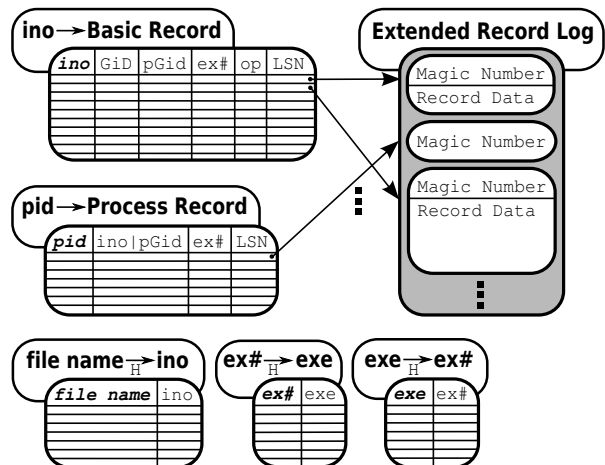 ino→Basic Record
ino GiD pGid ex# op LSN
Extended Record Log
Magic Number
Record Data
Magic Number
Magic Number
Record Data
pid→Process Record
pid ino|pGid ex# LSN
file name→H ino
file name ino
ex#→H exe
ex# exe
exe→H ex#
exe ex#